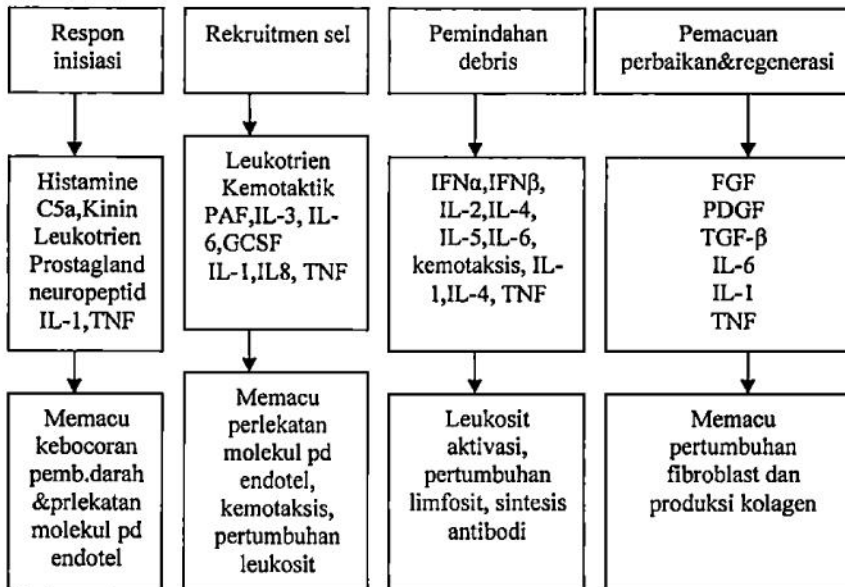 Respon
inisiasi
Rekruitmen sel
Pemindahan
debris
Pemacuan
perbaikan&regenerasi
Histamine
C5a,Kinin
Leukotrien
Prostagland
neuropeptid
IL-1,TNF
Leukotrien
Kemotaktik
PAF,IL-3, IL-
6,GCSF
IL-1,IL8, TNF
IFNα,IFNβ,
IL-2,IL-4,
IL-5,IL-6,
kemotaksis, IL-
1,IL-4, TNF
FGF
PDGF
TGF-β
IL-6
IL-1
TNF
Memacu
kebocoran
pemb.darah
&prlekatan
molekul pd
endotel
Memacu
perlekatan
molekul pd
endotel,
kemotaksis,
pertumbuhan
leukosit
Leukosit
aktivasi,
pertumbuhan
limfosit, sintesis
antibodi
Memacu
pertumbuhan
fibroblast dan
produksi kolagen